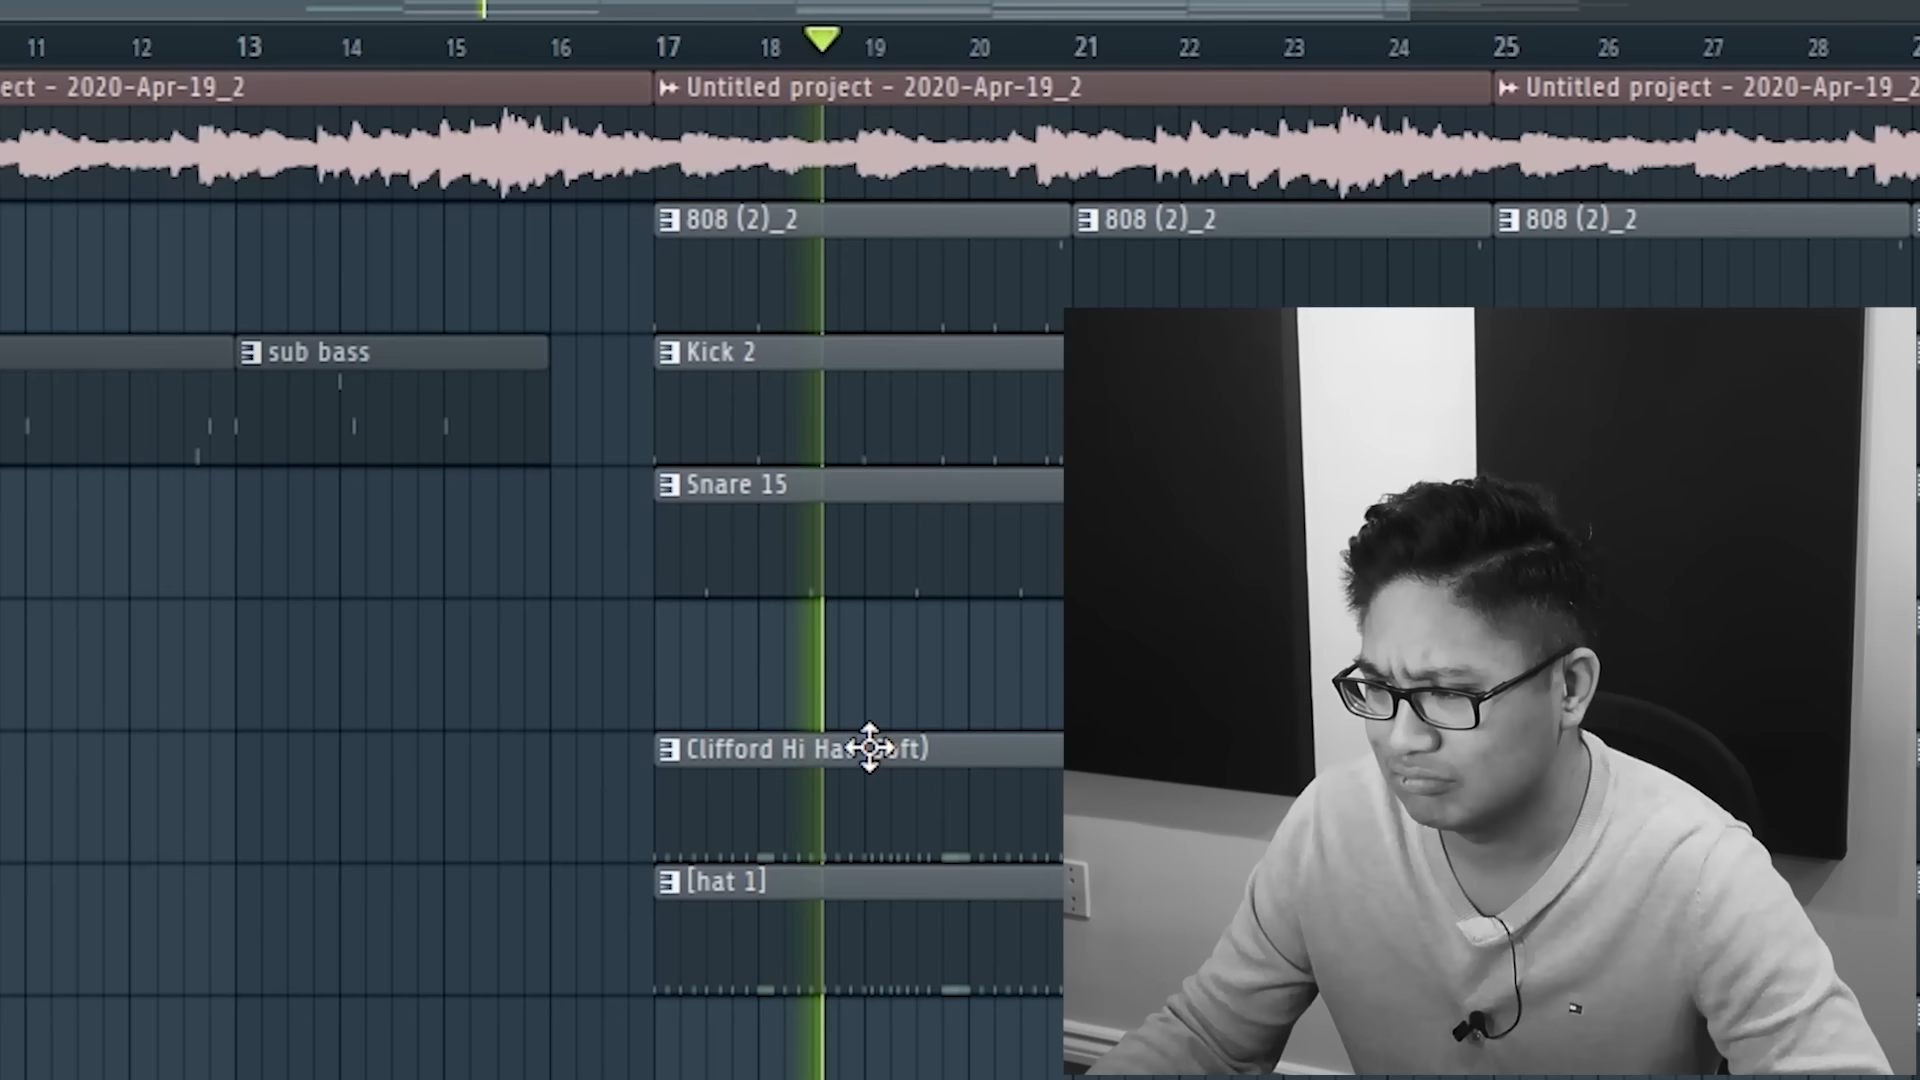 11 12 13 14 15 16 17 18 19 20 21 22 23 24 25 26 27 28
ect - 2020-Apr-19_2 Untitled project - 2020-Apr-19_2 Untitled project - 2020-Apr-19_2
808 (2)_2 808 (2)_2 808 (2)_2
sub bass Kick 2
Snare 15
Clifford Hi
[hat 1]